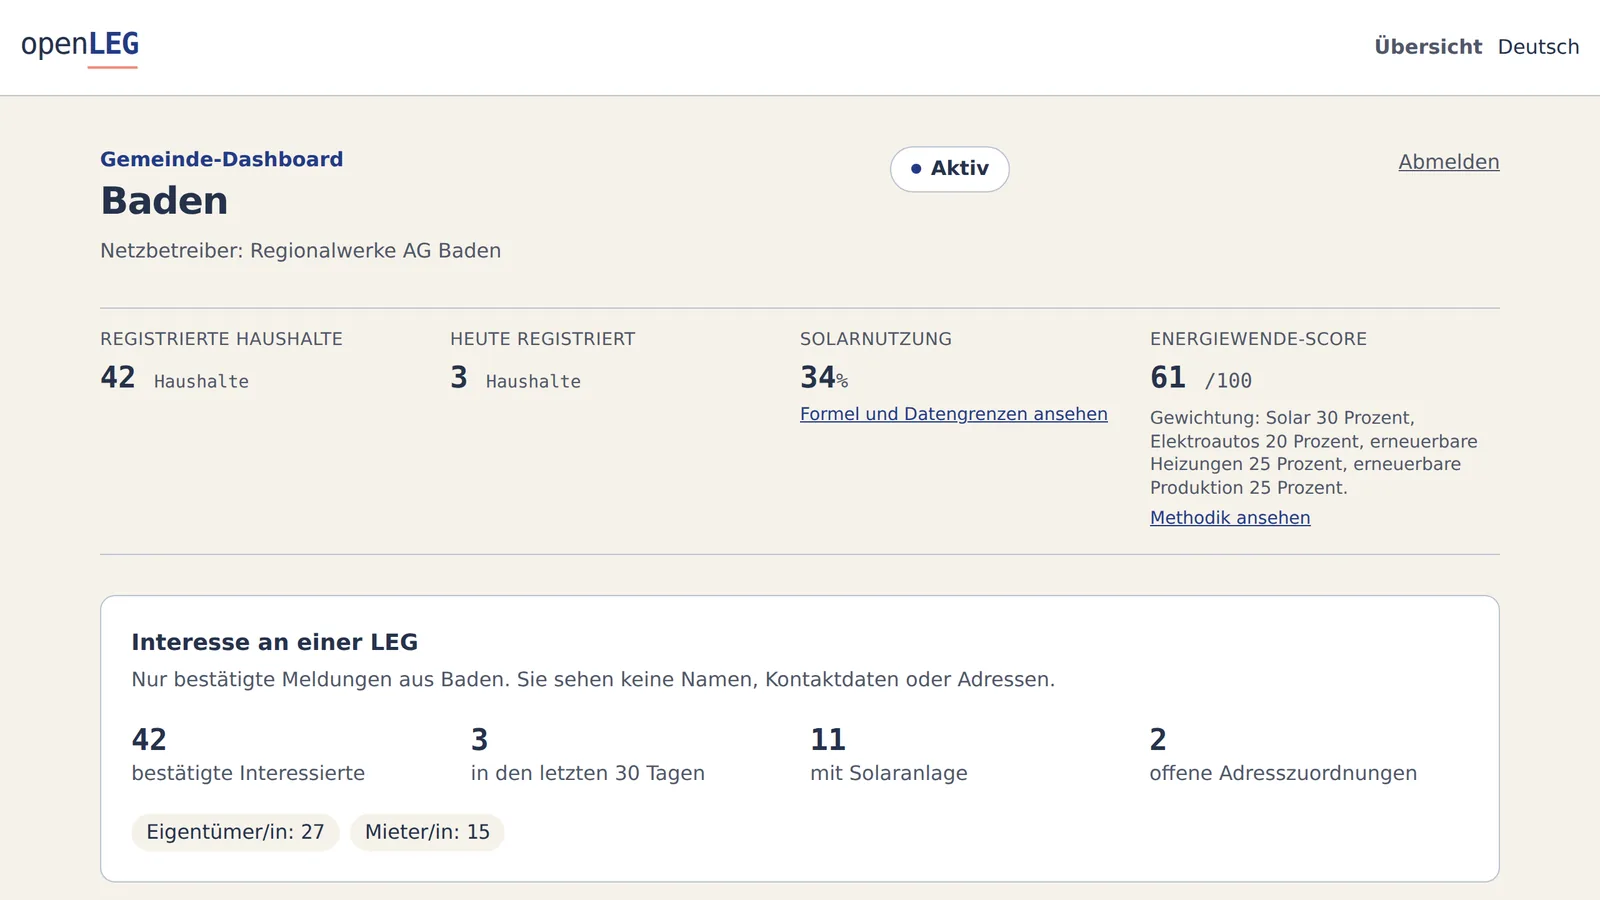 openLEG
Übersicht Deutsch
Gemeinde-Dashboard
Baden
Netzbetreiber: Regionalwerke AG Baden
Aktiv
Abmelden
REGISTRIERTE HAUSHALTE
42 Haushalte
HEUTE REGISTRIERT
3 Haushalte
SOLARNUTZUNG
34%
Formel und Datengrenzen ansehen
ENERGIEWENDE-SCORE
61 /100
Gewichtung: Solar 30 Prozent,
Elektroautos 20 Prozent, erneuerbare
Heizungen 25 Prozent, erneuerbare
Produktion 25 Prozent.
Methodik ansehen
Interesse an einer LEG
Nur bestätigte Meldungen aus Baden. Sie sehen keine Namen, Kontaktdaten oder Adressen.
42
bestätigte Interessierte
3
in den letzten 30 Tagen
11
mit Solaranlage
2
offene Adresszuordnungen
Eigentümer/in: 27
Mieter/in: 15